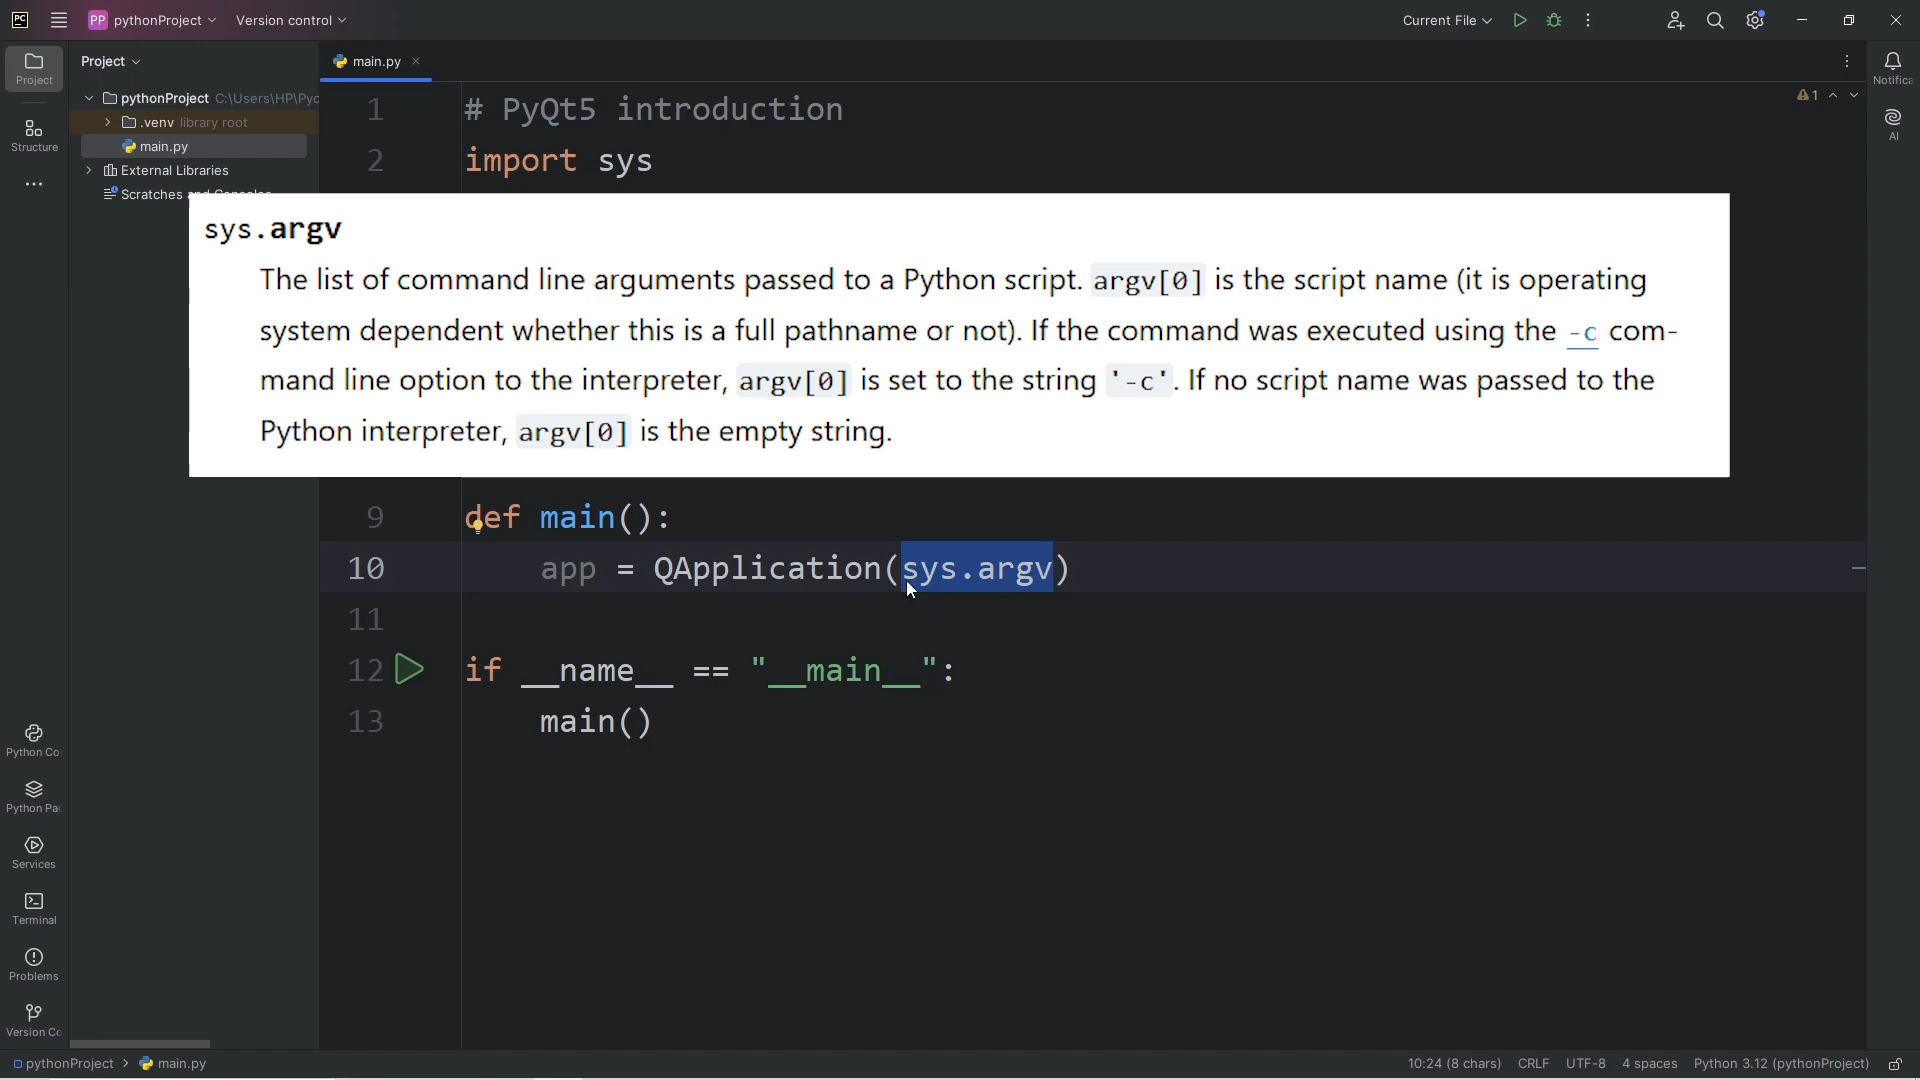 PC
PP pythonProject Version control
Current File
Project
main.py
Project
Notifica
pythonProject C:\Users\HP\Pyc
.venv library root
main.py
External Libraries
Scratches and Consoles
Structure
AI
1
1 # PyQt5 introduction
2 import sys
sys.argv
The list of command line arguments passed to a Python script. argv[0] is the script name (it is operating
system dependent whether this is a full pathname or not). If the command was executed using the -c com-
mand line option to the interpreter, argv[0] is set to the string '-c'. If no script name was passed to the
Python interpreter, argv[0] is the empty string.
9 def main():
10 app = QApplication(sys.argv)
11
12 if __name__ == "__main__":
13 main()
Python Co
Python Pa
Services
Terminal
Problems
Version Co
pythonProject > main.py
10:24 (8 chars) CRLF UTF-8 4 spaces Python 3.12 (pythonProject)